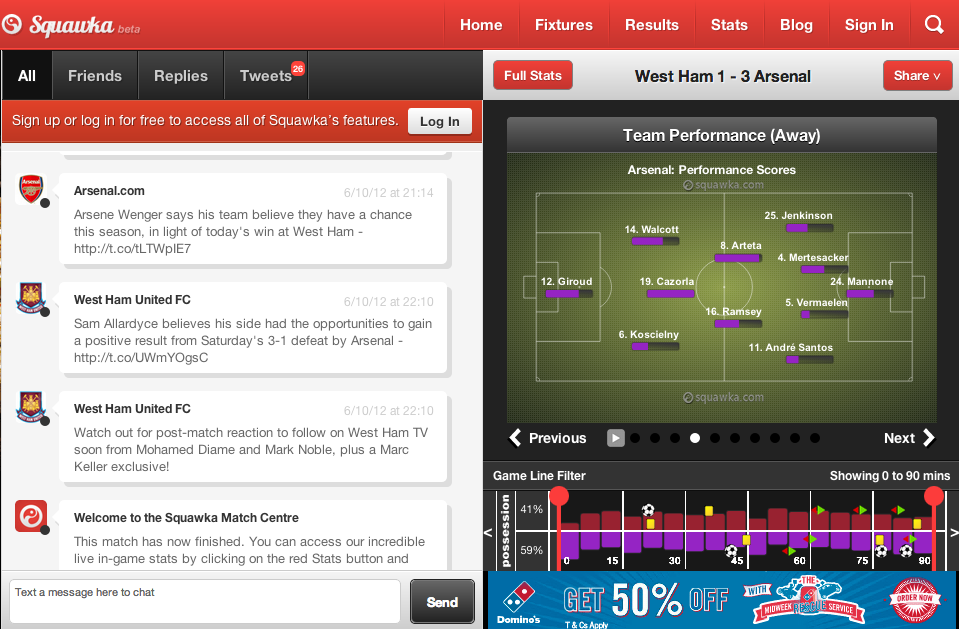 Squawka beta
Home
Fixtures
Results
Stats
Blog
Sign In
All
Friends
Replies
Tweets
26
Sign up or log in for free to access all of Squawka's features.
Log In
Arsenal.com
6/10/12 at 21:14
Arsene Wenger says his team believe they have a chance
this season, in light of today's win at West Ham -
http://t.co/tLTWpIE7
West Ham United FC
6/10/12 at 22:10
Sam Allardyce believes his side had the opportunities to gain
a positive result from Saturday's 3-1 defeat by Arsenal -
http://t.co/UWmYOgsC
West Ham United FC
6/10/12 at 22:10
Watch out for post-match reaction to follow on West Ham TV
soon from Mohamed Diame and Mark Noble, plus a Marc
Keller exclusive!
Welcome to the Squawka Match Centre
This match has now finished. You can access our incredible
live in-game stats by clicking on the red Stats button and
Text a message here to chat
Send
Full Stats
West Ham 1 - 3 Arsenal
Share v
Team Performance (Away)
Arsenal: Performance Scores
squawka.com
25. Jenkinson
14. Walcott
8. Arteta
4. Mertesacker
12. Giroud
19. Cazorla
24. Mannone
5. Vermaelen
16. Ramsey
6. Koscielny
11. André Santos
squawka.com
Previous
Next
Game Line Filter
Showing 0 to 90 mins
<
possession
41%
59%
0
15
30
45
60
75
90
>
Domino's
GET 50% OFF
T & Cs Apply
WITH
THE
MIDWEEK RESCUE SERVICE
ORDER NOW